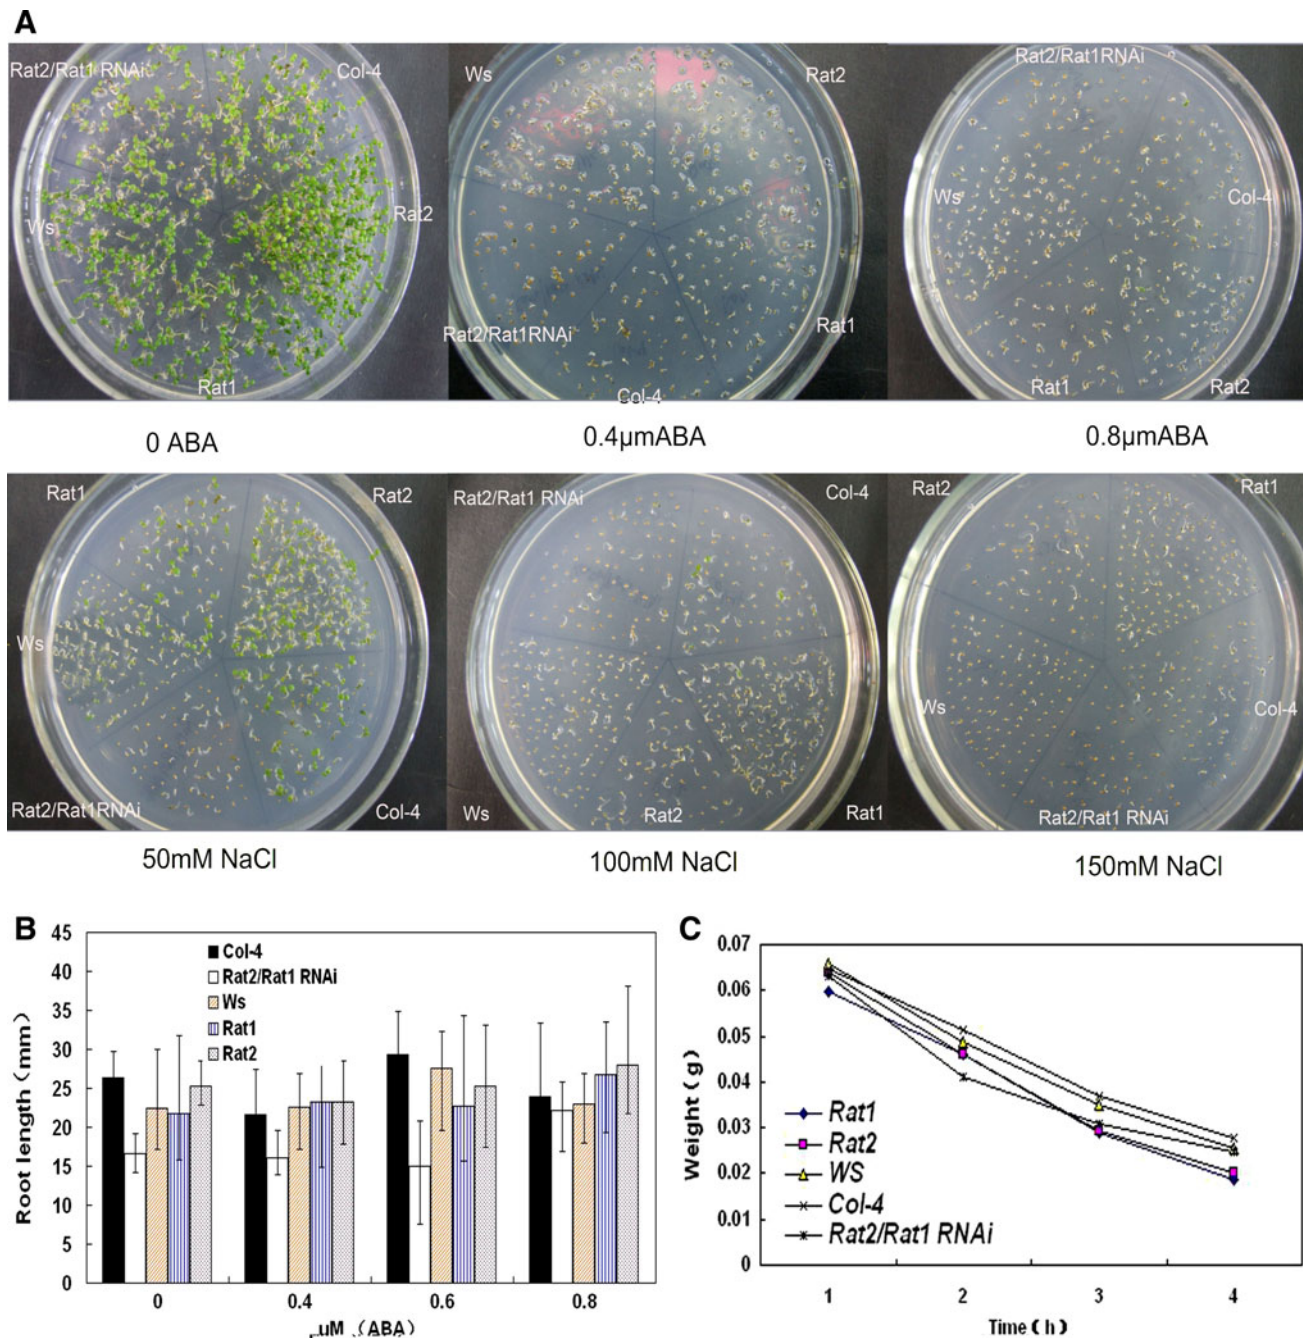 A
Rat2/Rat1 RNAi
Col-4
Ws
Rat2
Rat1
0 ABA
Ws
Rat2
Rat2/Rat1RNAi
Rat1
Col-4
0.4μmABA
Rat2/Rat1RNAi
Ws
Col-4
Rat1
Rat2
0.8μmABA
Rat1
Rat2
Ws
Rat2/Rat1RNAi
Col-4
50mM NaCl
Rat2/Rat1 RNAi
Col-4
Ws
Rat2
Rat1
100mM NaCl
Rat2
Rat1
Ws
Col-4
Rat2/Rat1 RNAi
150mM NaCl
B
Root length (mm)
45
40
35
30
25
20
15
10
5
0
Col-4
Rat2/Rat1 RNAi
Ws
Rat1
Rat2
0 0.4 0.6 0.8
μM (ABA)
C
Weight (g)
0.07
0.06
0.05
0.04
0.03
0.02
0.01
0
Rat1
Rat2
WS
Col-4
Rat2/Rat1 RNAi
1 2 3 4
Time (h)